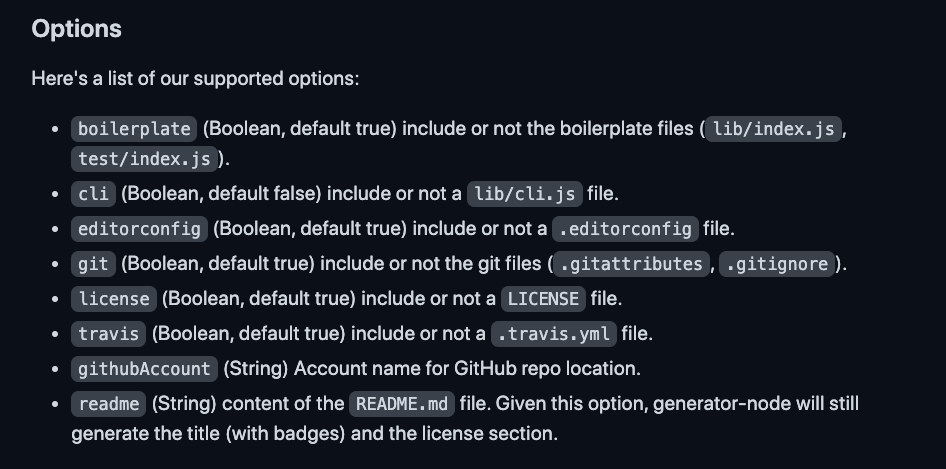 Options
Here's a list of our supported options:
• boilerplate (Boolean, default true) include or not the boilerplate files ( lib/index.js ,
test/index.js ).
• cli (Boolean, default false) include or not a lib/cli.js file.
• editorconfig (Boolean, default true) include or not a .editorconfig file.
• git (Boolean, default true) include or not the git files ( .gitattributes , .gitignore ).
• license (Boolean, default true) include or not a LICENSE file.
• travis (Boolean, default true) include or not a .travis.yml file.
• githubAccount (String) Account name for GitHub repo location.
• readme (String) content of the README.md file. Given this option, generator-node will still
generate the title (with badges) and the license section.